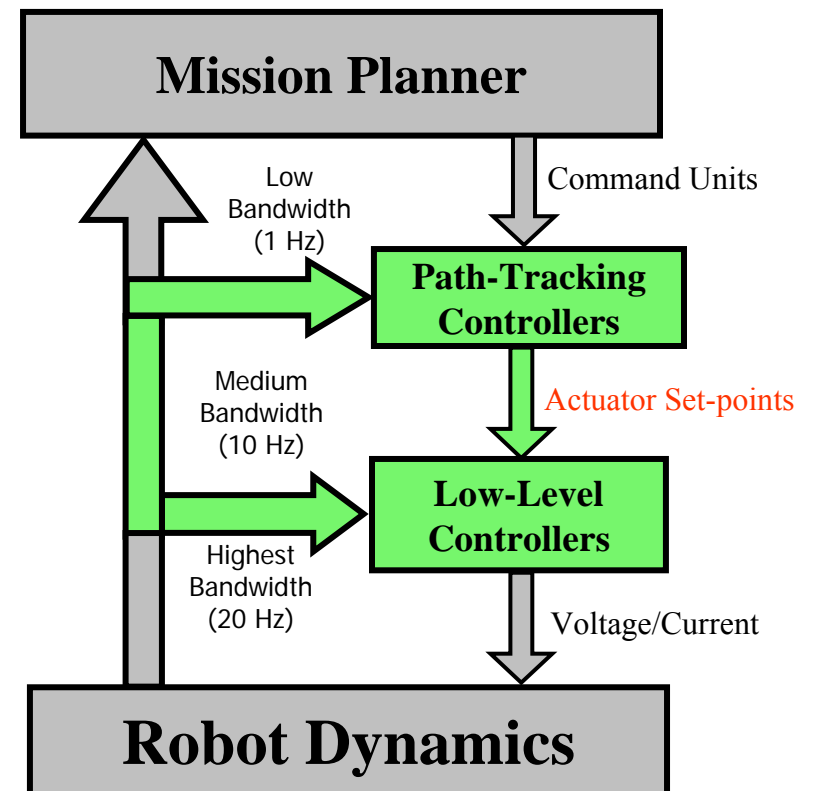 Mission Planner
Low
Bandwidth
(1 Hz)
Command Units
Path-Tracking
Controllers
Medium
Bandwidth
(10 Hz)
Actuator Set-points
Low-Level
Controllers
Highest
Bandwidth
(20 Hz)
Voltage/Current
Robot Dynamics